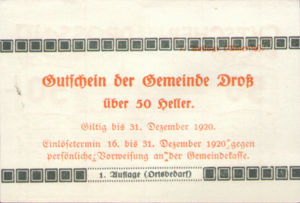 Gutschein der Gemeinde Droß
über 50 Heller.
Giltig bis 31. Dezember 1920.
Einlösetermin 16. bis 31. Dezember 1920 gegen
persönliche Vorweisung an der Gemeindekasse.
1. Auflage (Ortsbedarf)